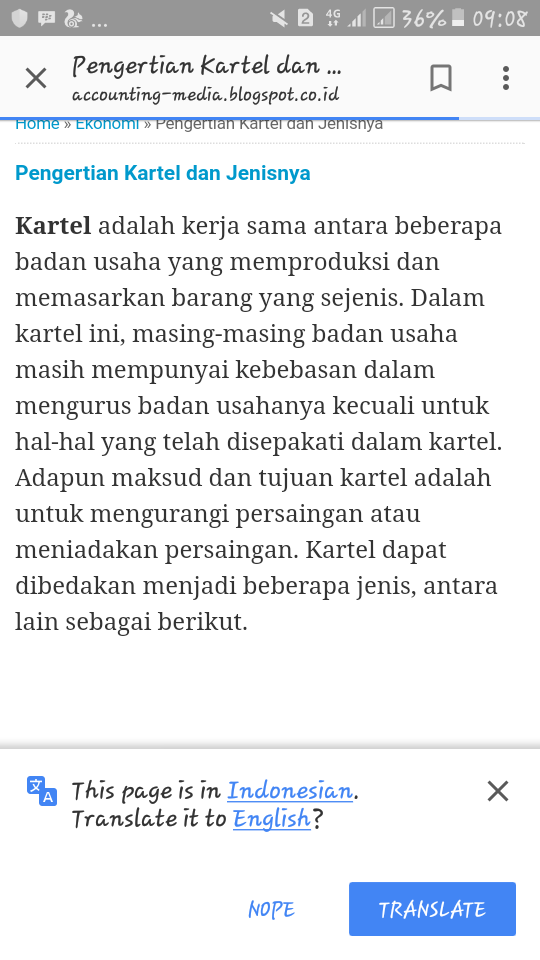 2 4G 36% 09:08
...
Pengertian Kartel dan ...
accounting-media.blogspot.co.id
Home » Ekonomi » Pengertian Kartel dan Jenisnya
Pengertian Kartel dan Jenisnya
Kartel adalah kerja sama antara beberapa
badan usaha yang memproduksi dan
memasarkan barang yang sejenis. Dalam
kartel ini, masing-masing badan usaha
masih mempunyai kebebasan dalam
mengurus badan usahanya kecuali untuk
hal-hal yang telah disepakati dalam kartel.
Adapun maksud dan tujuan kartel adalah
untuk mengurangi persaingan atau
meniadakan persaingan. Kartel dapat
dibedakan menjadi beberapa jenis, antara
lain sebagai berikut.
文A
This page is in Indonesian.
Translate it to English?
NOPE TRANSLATE